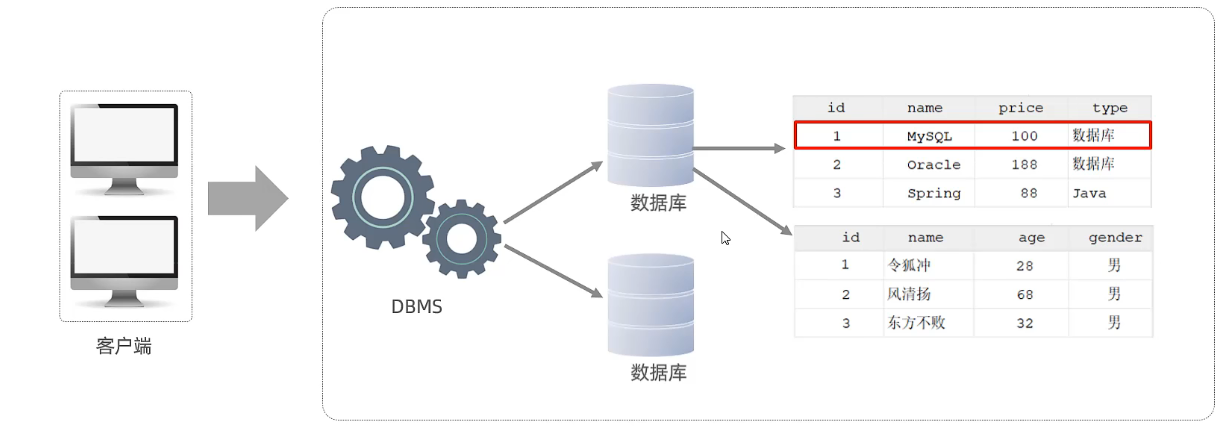 客户端
DBMS
数据库
数据库
id name price type
1 MySQL 100 数据库
2 Oracle 188 数据库
3 Spring 88 Java
id name age gender
1 令狐冲 28 男
2 风清扬 68 男
3 东方不败 32 男